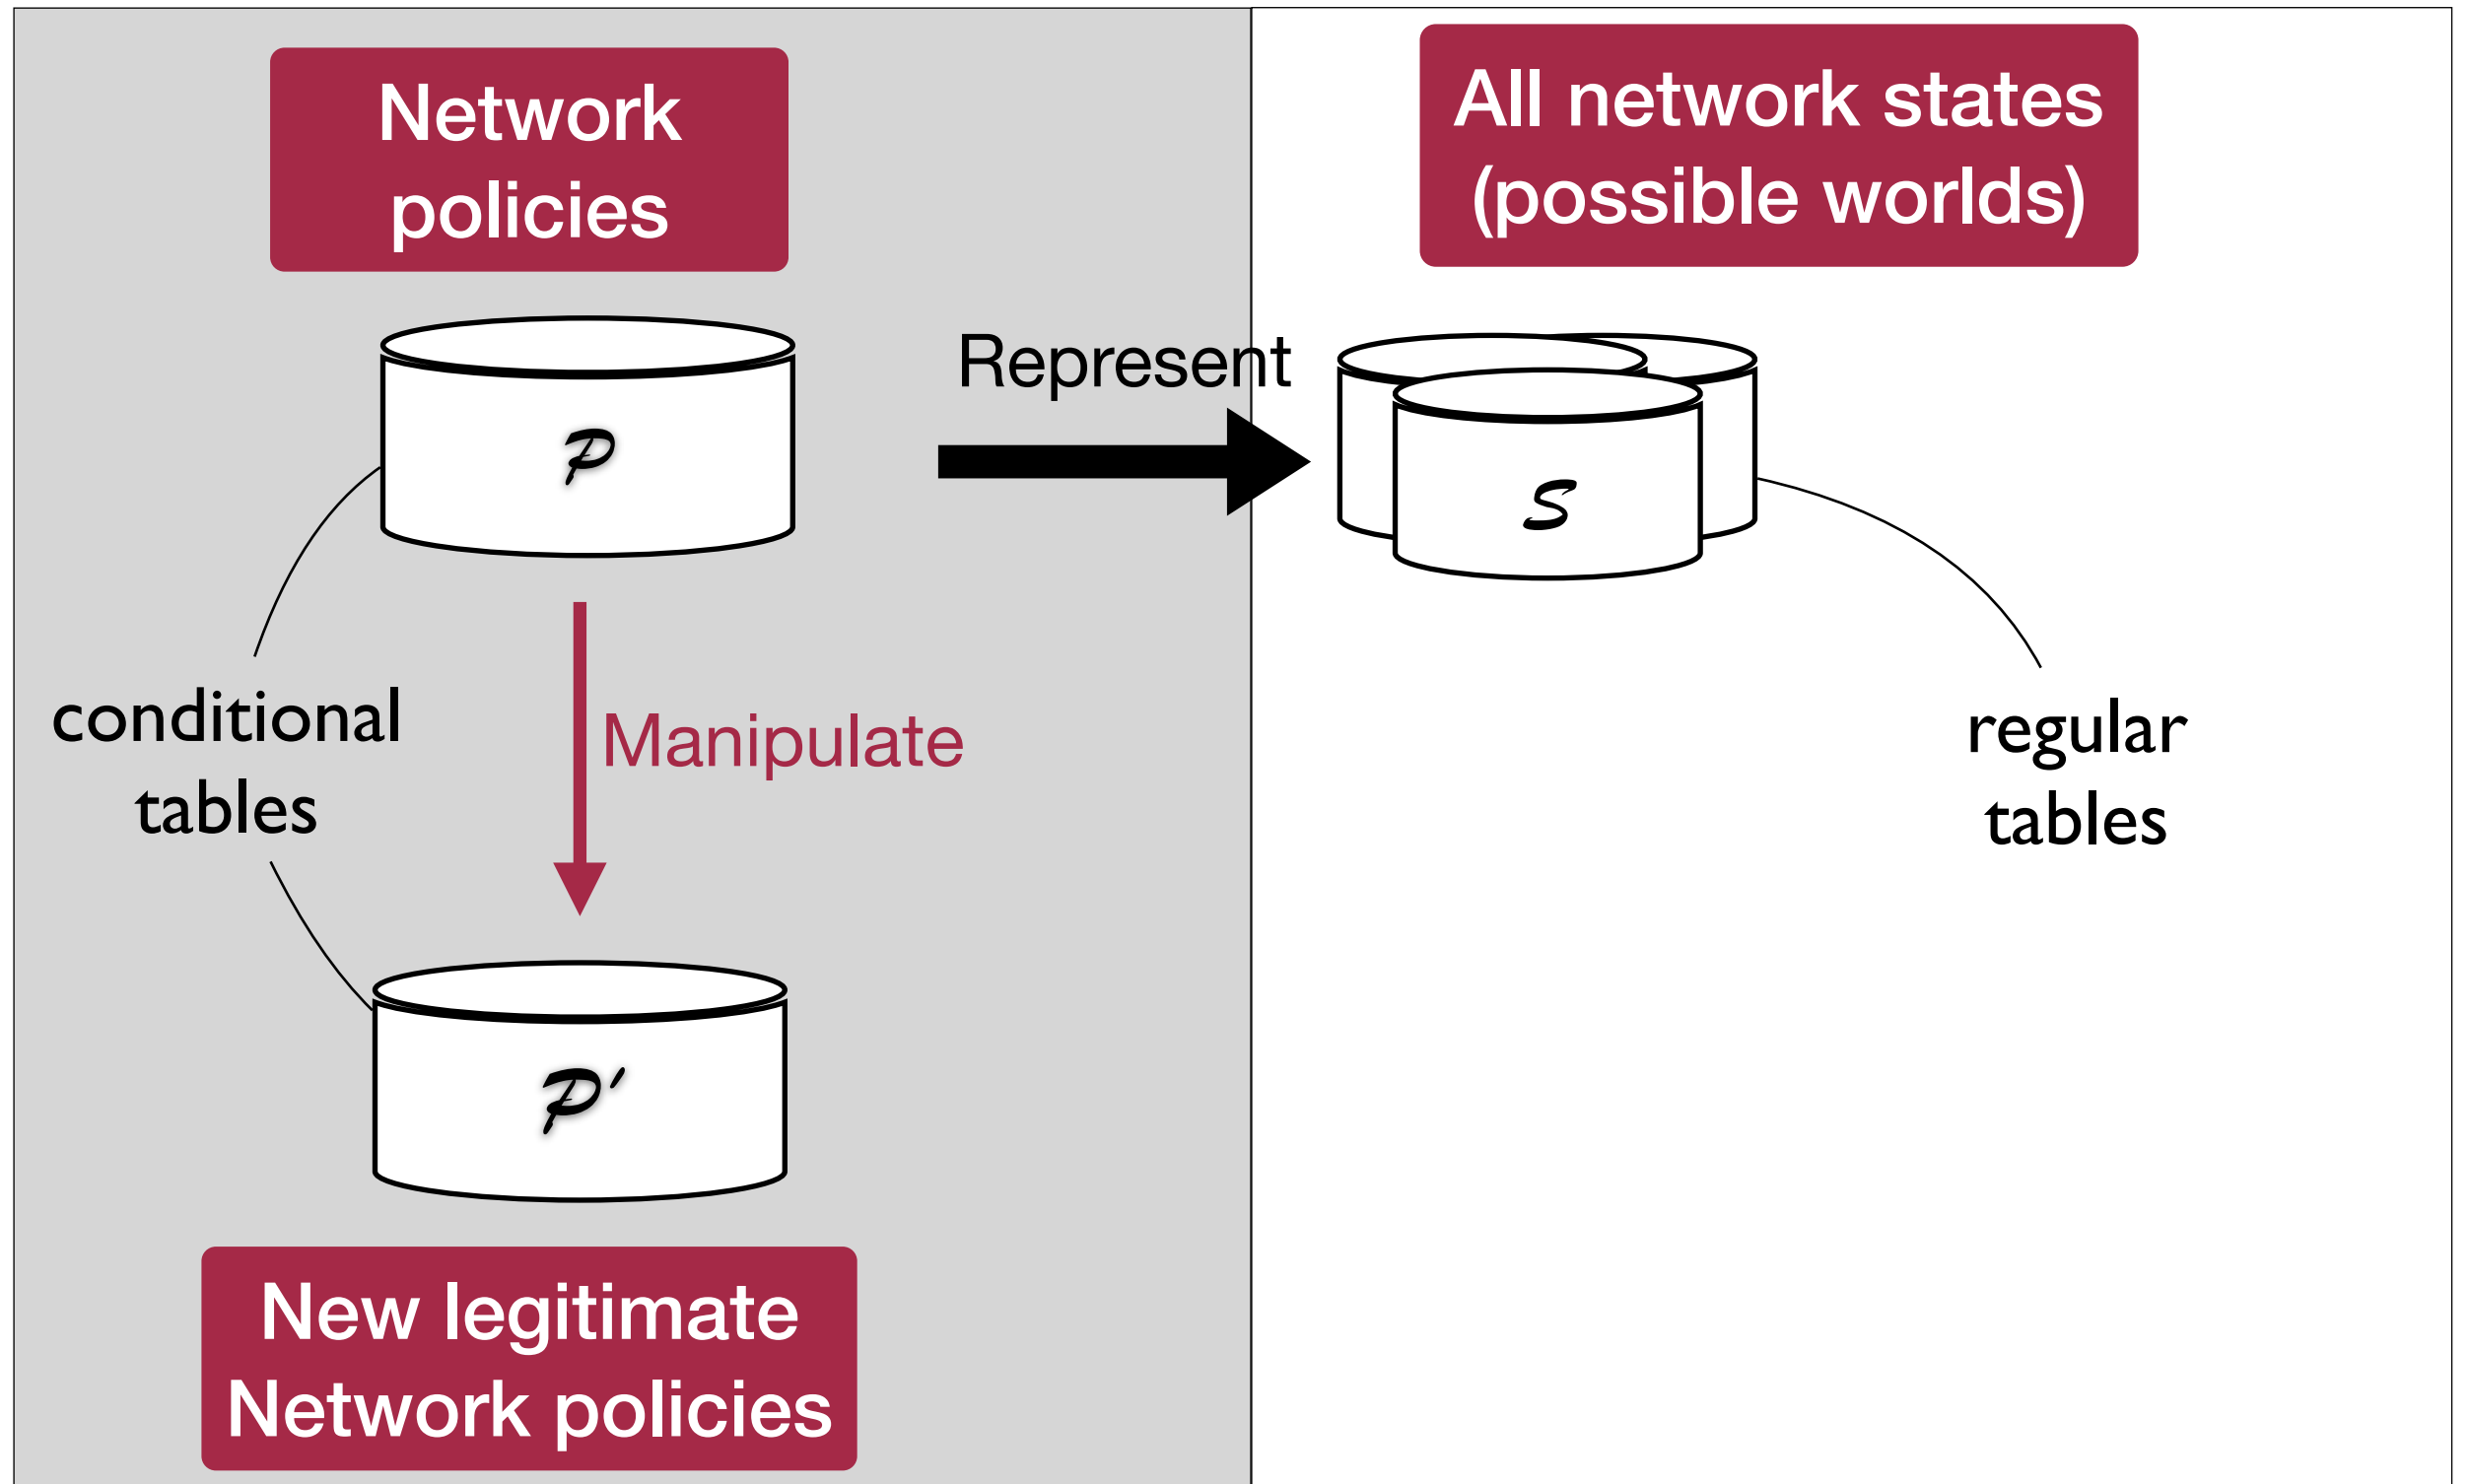 Network
policies
All network states
(possible worlds)
Represent
P
S
conditional
tables
Manipulate
regular
tables
P'
New legitimate
Network policies